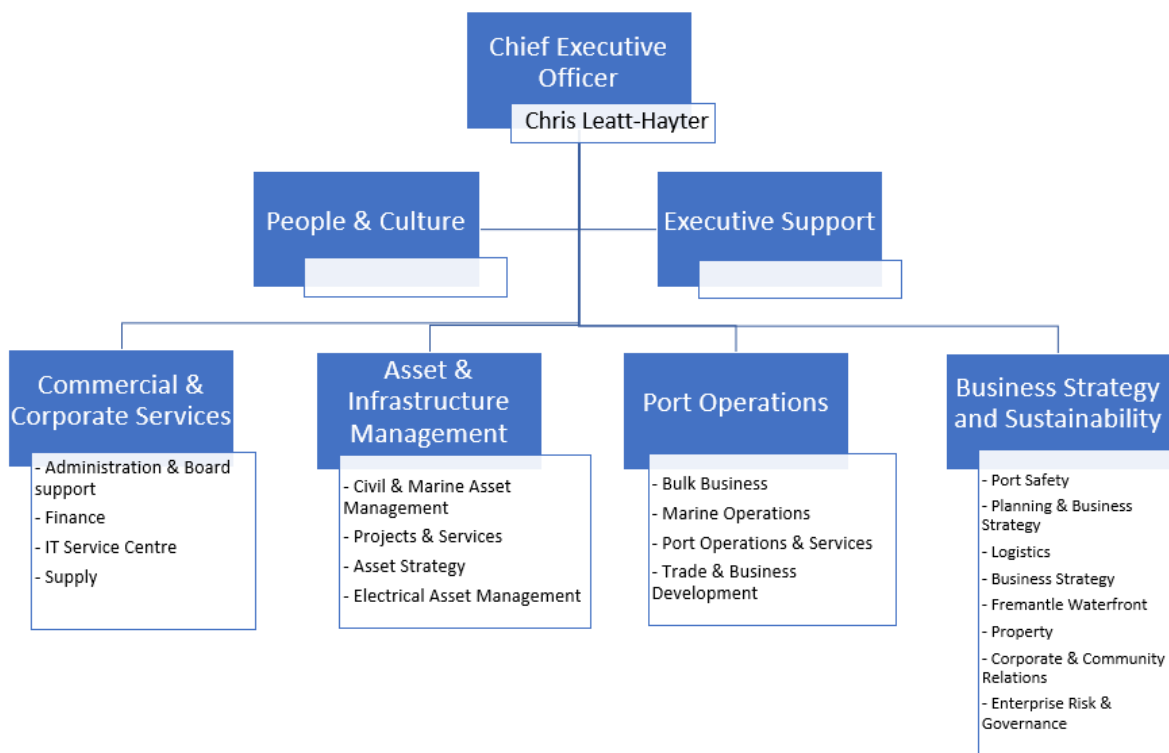 Chief Executive
Officer
Chris Leatt-Hayter
People & Culture
Executive Support
Commercial &
Corporate Services
- Administration & Board
support
- Finance
- IT Service Centre
- Supply
Asset &
Infrastructure
Management
- Civil & Marine Asset
Management
- Projects & Services
- Asset Strategy
- Electrical Asset Management
Port Operations
- Bulk Business
- Marine Operations
- Port Operations & Services
- Trade & Business
Development
Business Strategy
and Sustainability
- Port Safety
- Planning & Business
Strategy
- Logistics
- Business Strategy
- Fremantle Waterfront
- Property
- Corporate & Community
Relations
- Enterprise Risk &
Governance